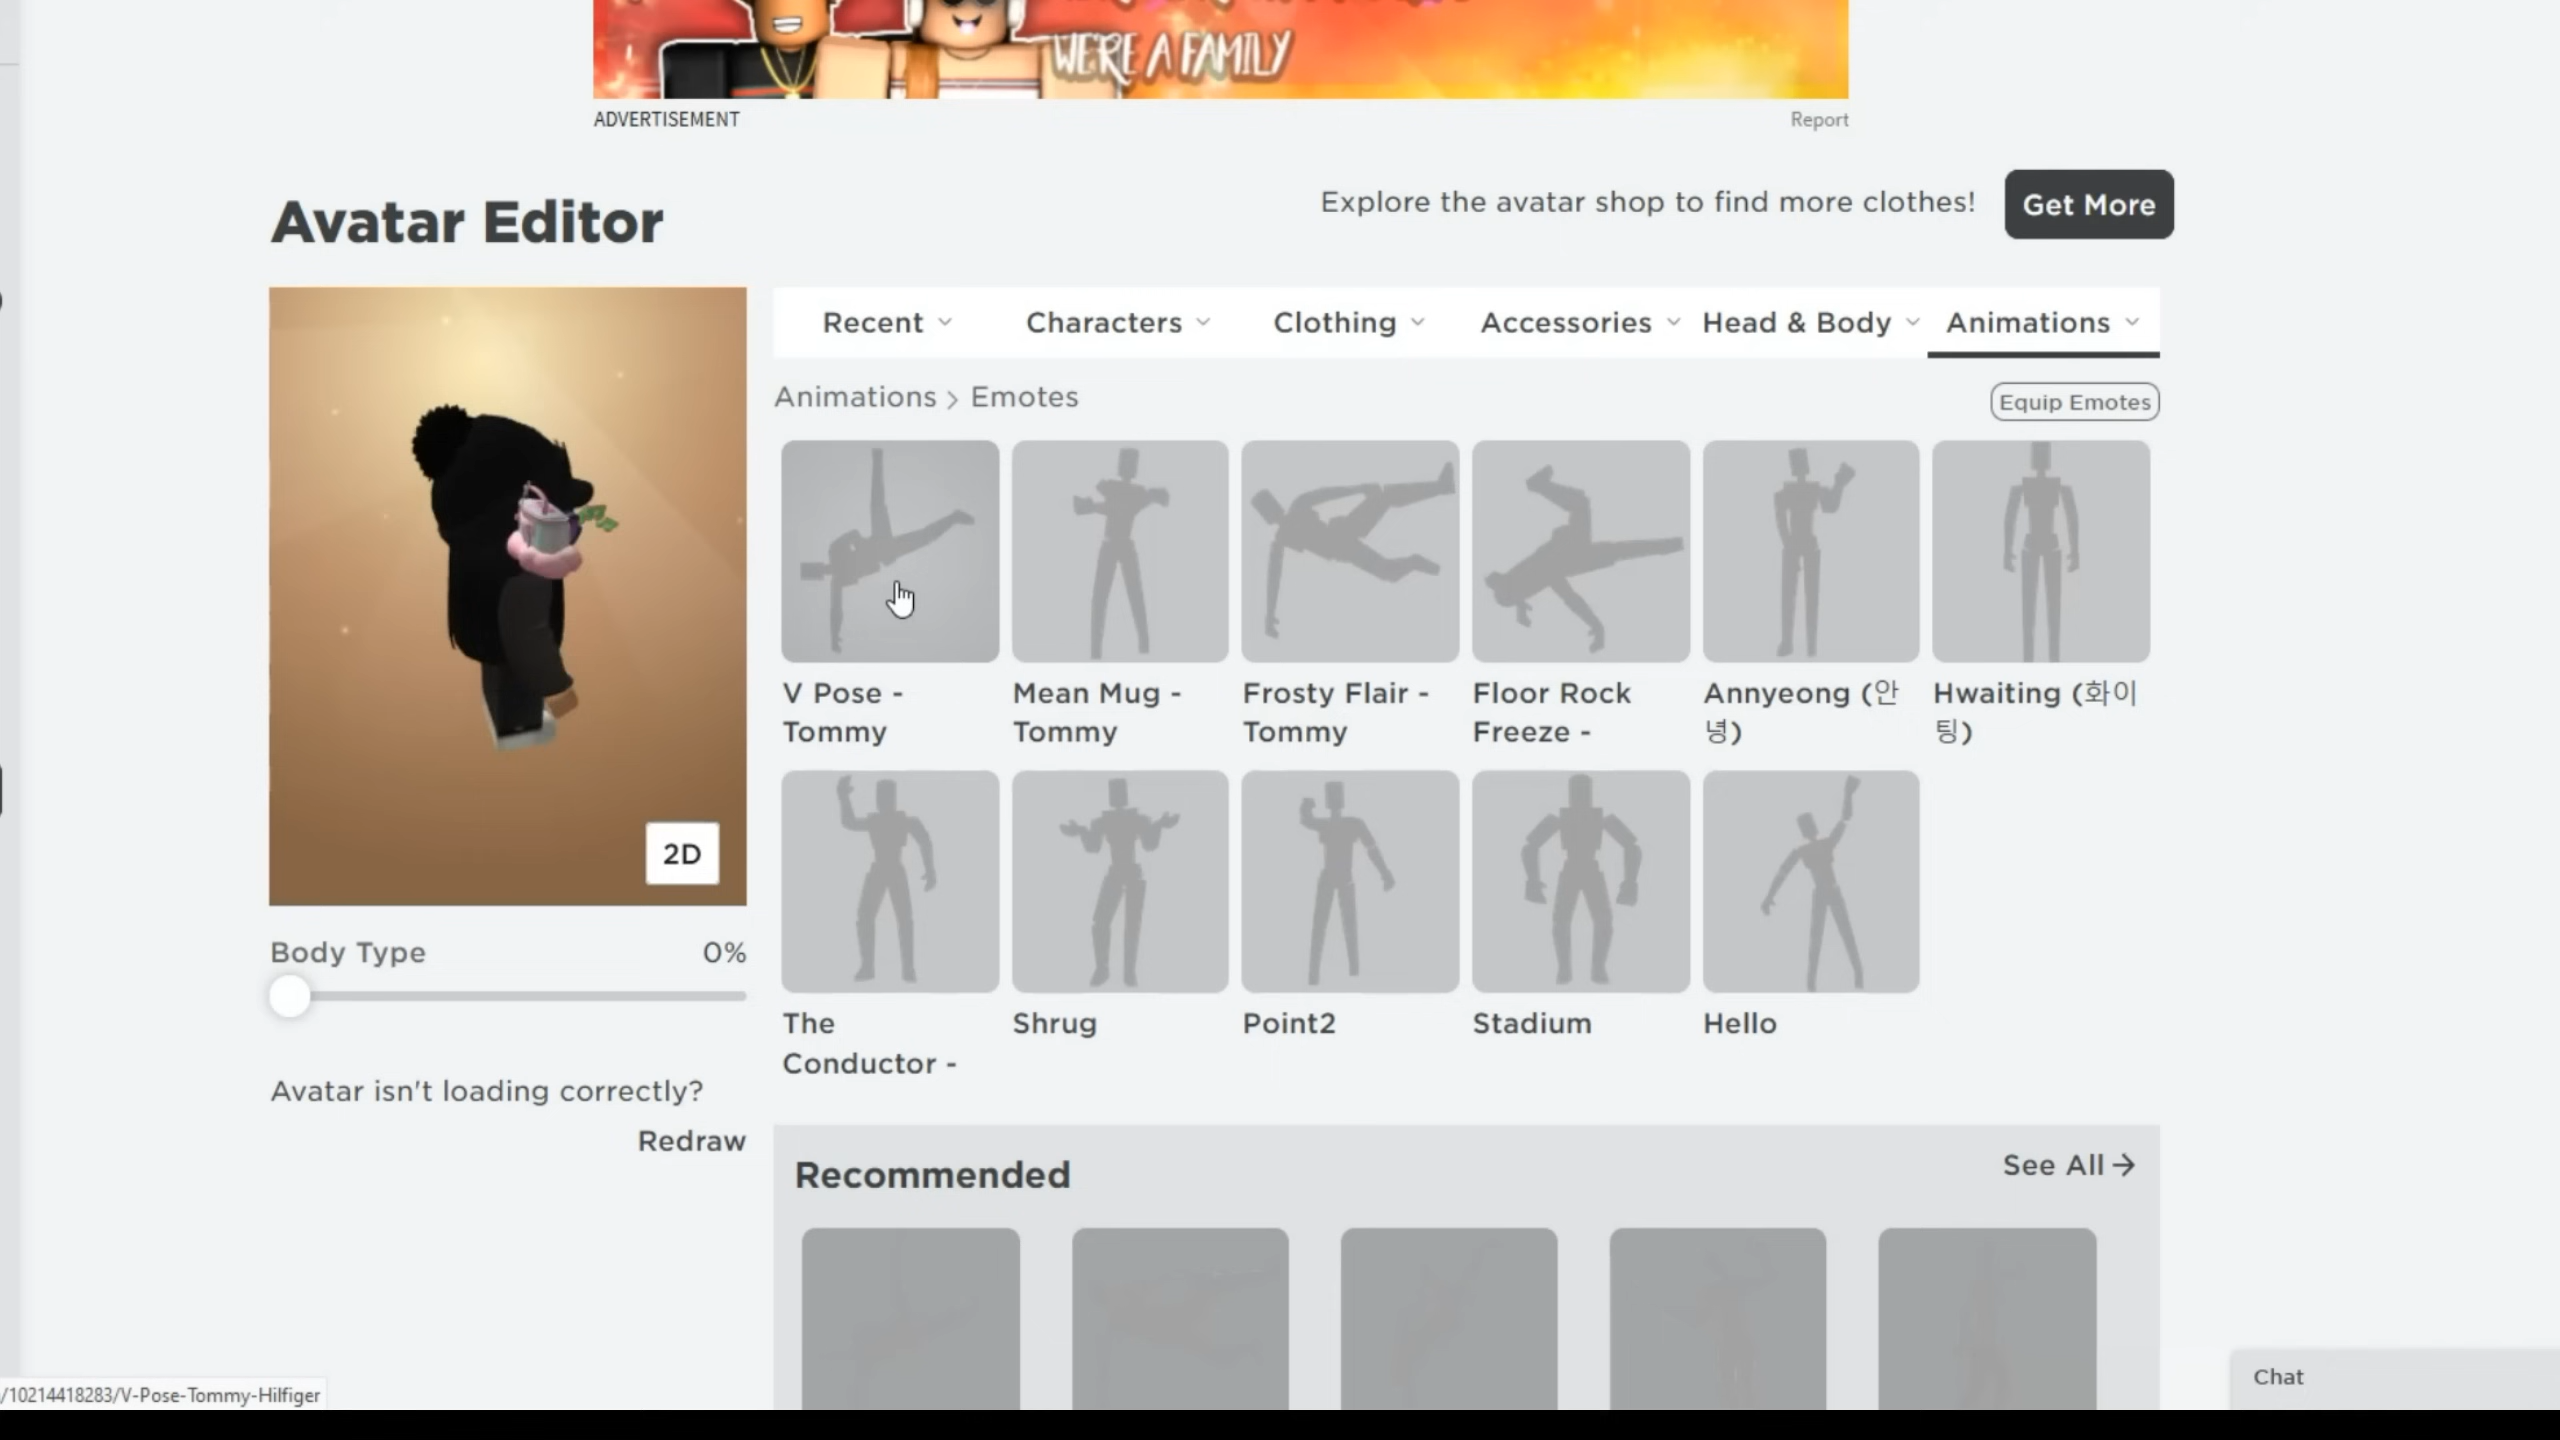 WE'RE A FAMILY
ADVERTISEMENT
Report
Avatar Editor
Explore the avatar shop to find more clothes!
Get More
Recent
Characters
Clothing
Accessories
Head & Body
Animations
Animations > Emotes
Equip Emotes
V Pose -
Tommy
Mean Mug -
Tommy
Frosty Flair -
Tommy
Floor Rock
Freeze -
Annyeong (안
녕)
Hwaiting (화이
팅)
2D
The
Conductor -
Shrug
Point2
Stadium
Hello
Body Type
0%
Avatar isn't loading correctly?
Redraw
Recommended
See All
/10214418283/V-Pose-Tommy-Hilfiger
Chat